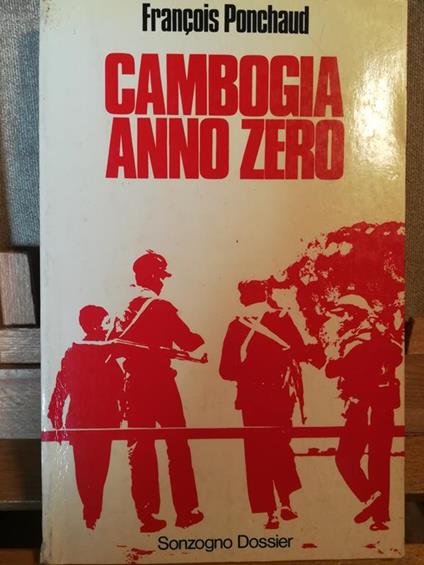 François Ponchaud
CAMBOGIA
ANNO ZERO
Sonzogno Dossier